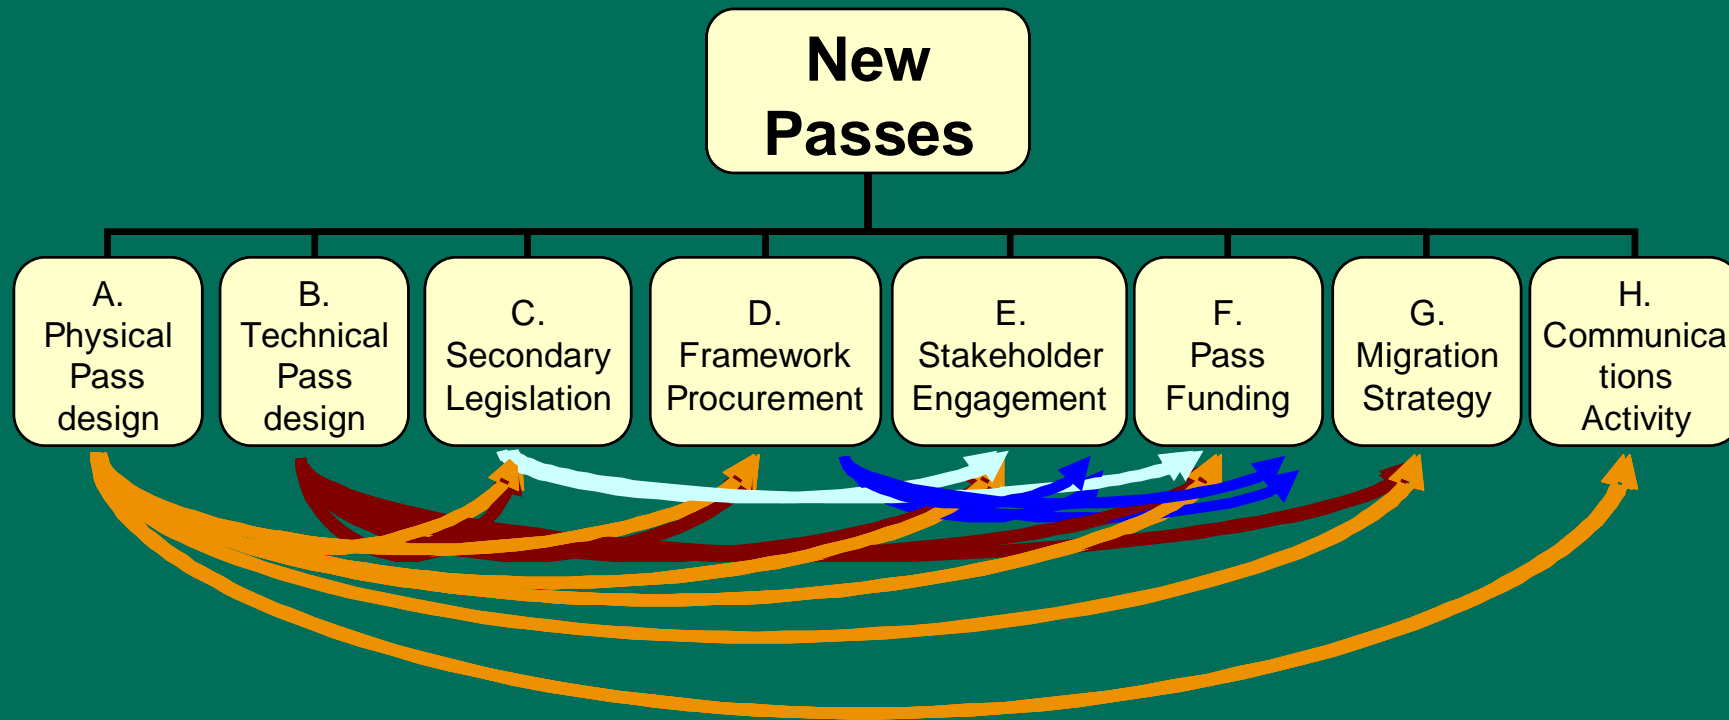 New
Passes
A.
Physical
Pass
design
B.
Technical
Pass
design
C.
Secondary
Legislation
D.
Framework
Procurement
E.
Stakeholder
Engagement
F.
Pass
Funding
G.
Migration
Strategy
H.
Communica
tions
Activity